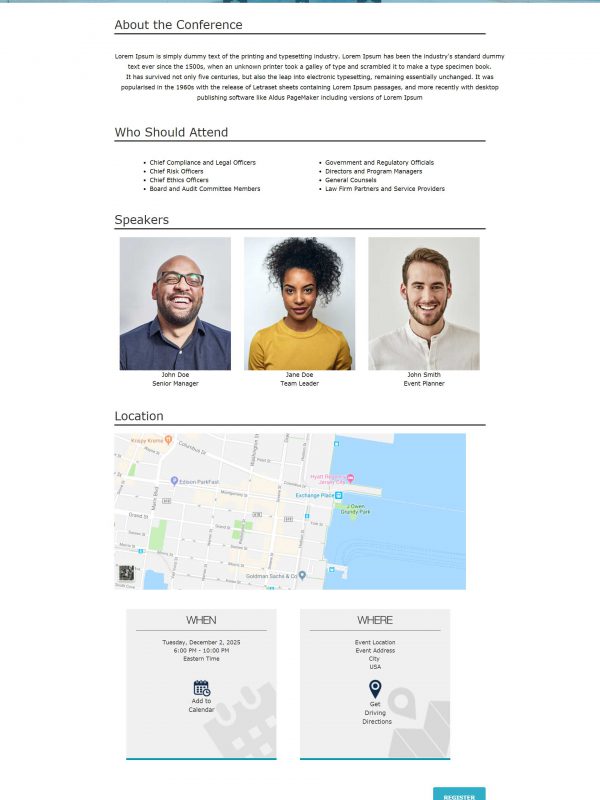 About the Conference
Lorem Ipsum is simply dummy text of the printing and typesetting industry. Lorem Ipsum has been the industry's standard dummy
text ever since the 1500s, when an unknown printer took a galley of type and scrambled it to make a type specimen book.
It has survived not only five centuries, but also the leap into electronic typesetting, remaining essentially unchanged. It was
popularised in the 1960s with the release of Letraset sheets containing Lorem Ipsum passages, and more recently with desktop
publishing software like Aldus PageMaker including versions of Lorem Ipsum
Who Should Attend
• Chief Compliance and Legal Officers
• Chief Risk Officers
• Chief Ethics Officers
• Board and Audit Committee Members
• Government and Regulatory Officials
• Directors and Program Managers
• General Counsels
• Law Firm Partners and Service Providers
Speakers
John Doe
Senior Manager
Jane Doe
Team Leader
John Smith
Event Planner
Location
Krispy Kreme
Columbus Dr
Washington St
Edison ParkFast
Hyatt Regency
Jersey City
Exchange Place
J Owen
Grundy Park
Montgomery St
Marin Blvd
Grand St
Grand St
Sussex St
Morris St
Essex St
Hudson St
Goldman Sachs & Co
WHEN
Tuesday, December 2, 2025
6:00 PM - 10:00 PM
Eastern Time
Add to
Calendar
WHERE
Event Location
Event Address
City
USA
Get
Driving
Directions
REGISTER